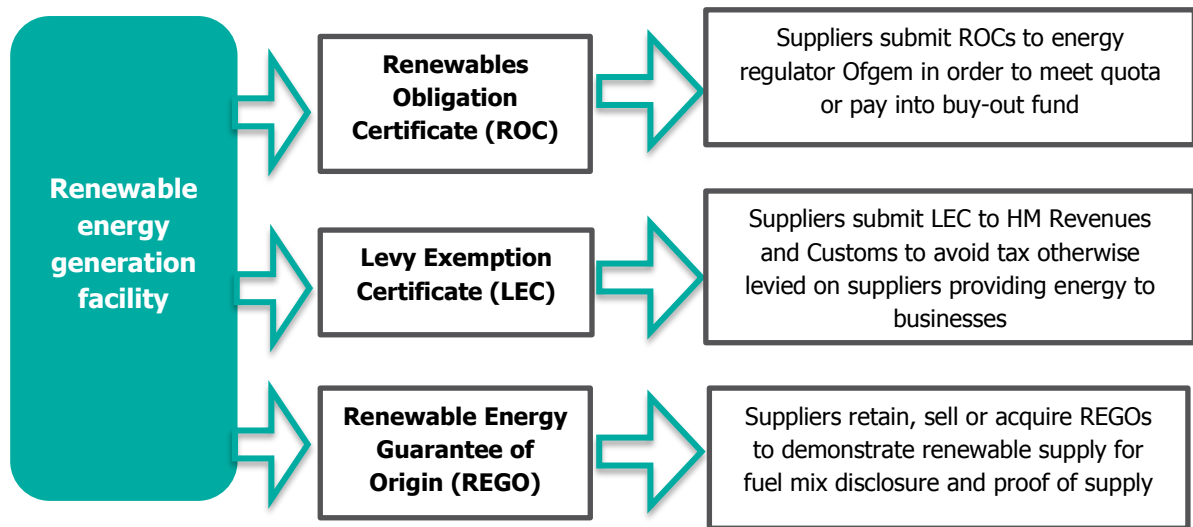 Renewable
energy
generation
facility
Renewables
Obligation
Certificate (ROC)
Suppliers submit ROCs to energy
regulator Ofgem in order to meet quota
or pay into buy-out fund
Levy Exemption
Certificate (LEC)
Suppliers submit LEC to HM Revenues
and Customs to avoid tax otherwise
levied on suppliers providing energy to
businesses
Renewable Energy
Guarantee of
Origin (REGO)
Suppliers retain, sell or acquire REGOs
to demonstrate renewable supply for
fuel mix disclosure and proof of supply